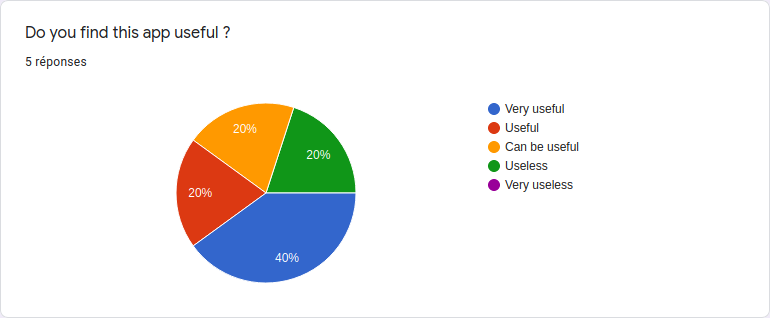 Do you find this app useful ?
5 réponses
20%
20%
20%
40%
Very useful
Useful
Can be useful
Useless
Very useless